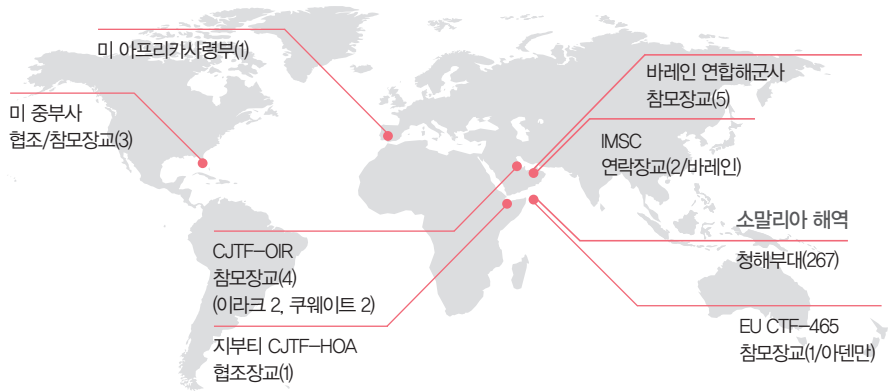 미 아프리카사령부(1)
미 중부사
협조/참모장교(3)
바레인 연합해군사
참모장교(5)
IMSC
연락장교(2/바레인)
소말리아 해역
청해부대(267)
CJTF-OIR
참모장교(4)
(이라크 2, 쿠웨이트 2)
지부티 CJTF-HOA
협조장교(1)
EU CTF-465
참모장교(1/아덴만)